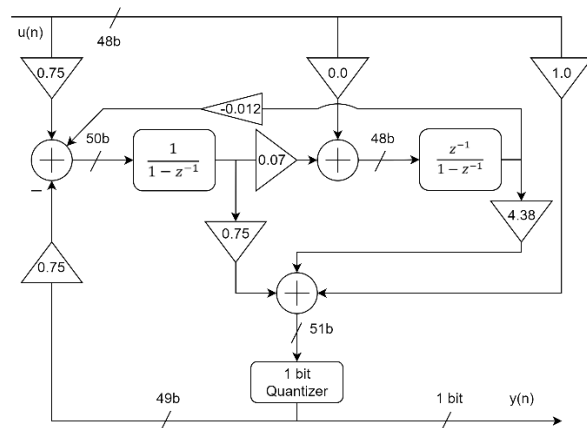 u(n)
48b
0.75
0.0
1.0
-0.012
50b
48b
+
1
1 − z⁻¹
0.07
+
z⁻¹
1 − z⁻¹
−
0.75
4.38
0.75
+
51b
1 bit
Quantizer
49b
1 bit
y(n)